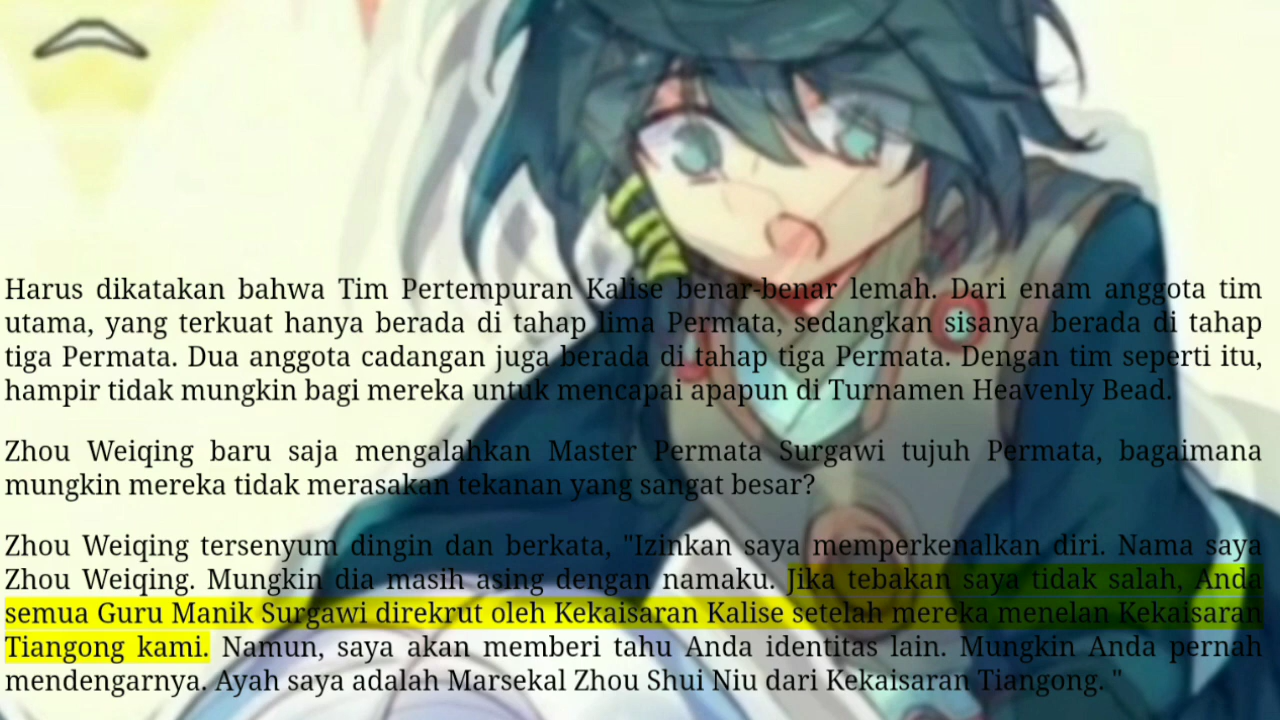 Harus dikatakan bahwa Tim Pertempuran Kalise benar-benar lemah. Dari enam anggota tim
utama, yang terkuat hanya berada di tahap lima Permata, sedangkan sisanya berada di tahap
tiga Permata. Dua anggota cadangan juga berada di tahap tiga Permata. Dengan tim seperti itu,
hampir tidak mungkin bagi mereka untuk mencapai apapun di Turnamen Heavenly Bead.
Zhou Weiqing baru saja mengalahkan Master Permata Surgawi tujuh Permata, bagaimana
mungkin mereka tidak merasakan tekanan yang sangat besar?
Zhou Weiqing tersenyum dingin dan berkata, "Izinkan saya memperkenalkan diri. Nama saya
Zhou Weiqing. Mungkin dia masih asing dengan namaku. Jika tebakan saya tidak salah, Anda
semua Guru Manik Surgawi direkrut oleh Kekaisaran Kalise setelah mereka menelan Kekaisaran
Tiangong kami. Namun, saya akan memberi tahu Anda identitas lain. Mungkin Anda pernah
mendengarnya. Ayah saya adalah Marsekal Zhou Shui Niu dari Kekaisaran Tiangong. "